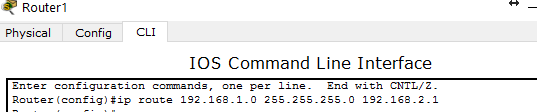 Router1
Physical Config CLI
IOS Command Line Interface
Enter configuration commands, one per line. End with CNTL/Z.
Router(config)#ip route 192.168.1.0 255.255.255.0 192.168.2.1